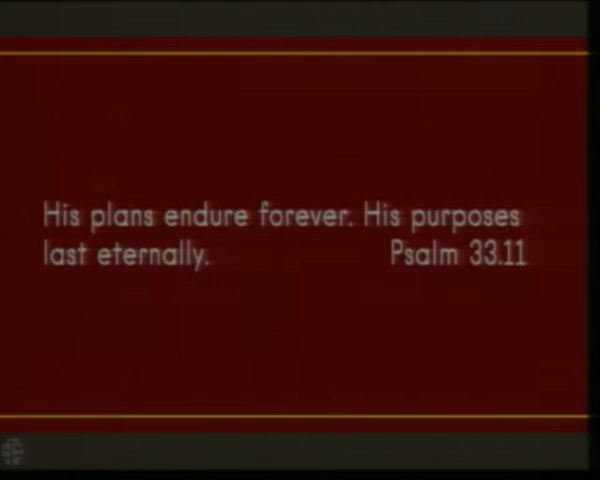 His plans endure forever. His purposes
last eternally. Psalm 33.11